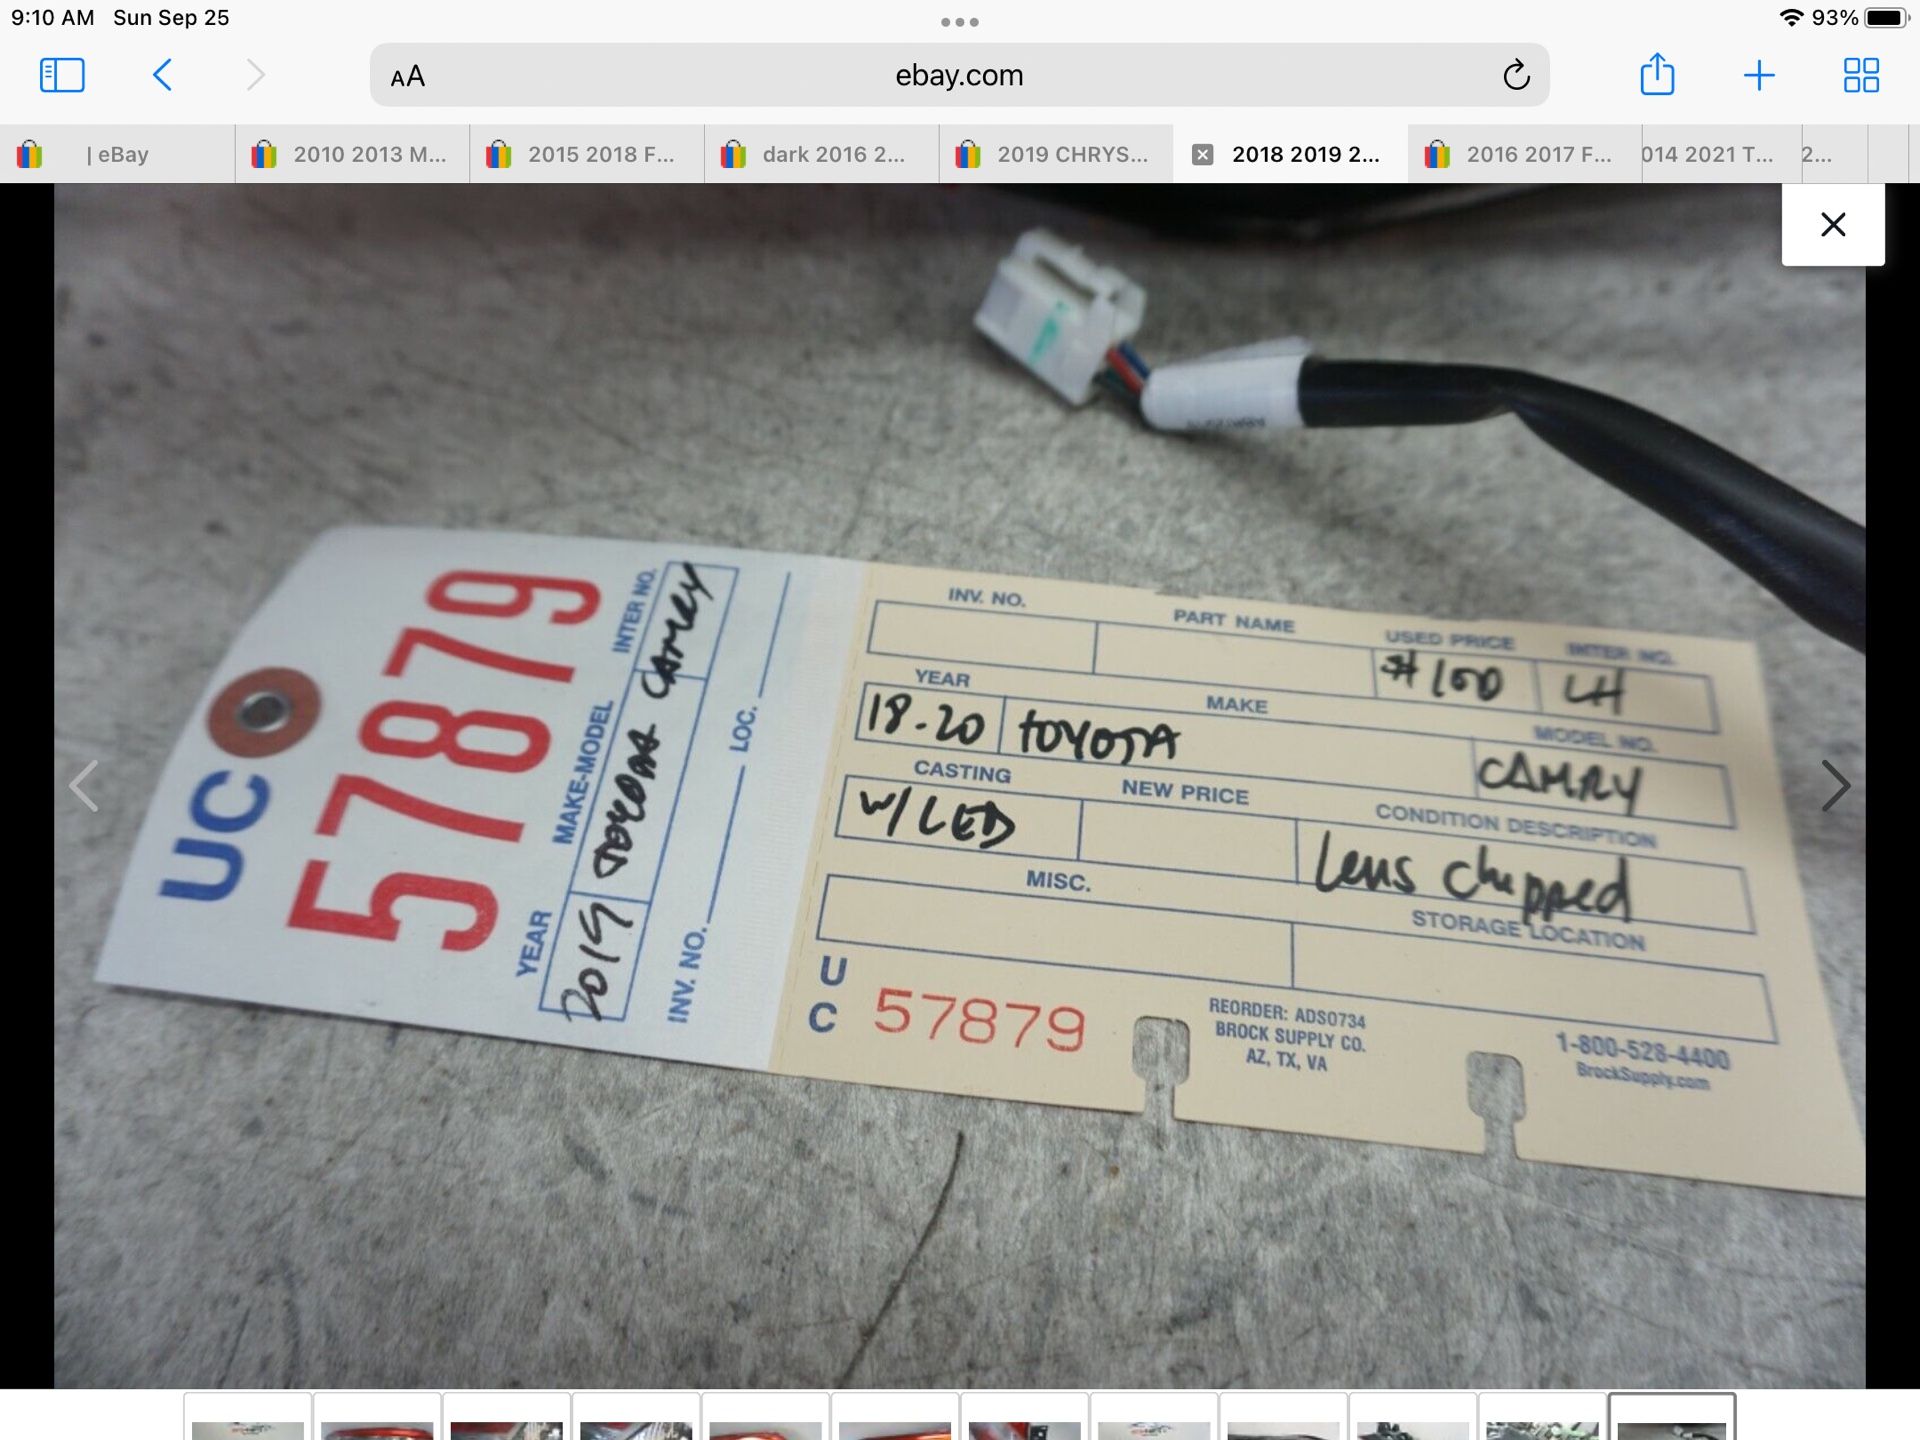 9:10 AM Sun Sep 25
93%
AA
ebay.com
| eBay
2010 2013 M...
2015 2018 F...
dark 2016 2...
2019 CHRYS...
2018 2019 2...
2016 2017 F...
014 2021 T...
2...
UC
57879
YEAR
MAKE-MODEL
INTER NO.
2019
TOYOTA
CAMRY
INV. NO.
LOC.
INV. NO.
PART NAME
USED PRICE
INTER NO.
$100
LH
YEAR
MAKE
MODEL NO.
18-20
TOYOTA
CAMRY
CASTING
NEW PRICE
CONDITION DESCRIPTION
W/LED
Lens chipped
MISC.
STORAGE LOCATION
UC
57879
REORDER: ADS0734
BROCK SUPPLY CO.
AZ, TX, VA
1-800-528-4400
BrockSupply.com